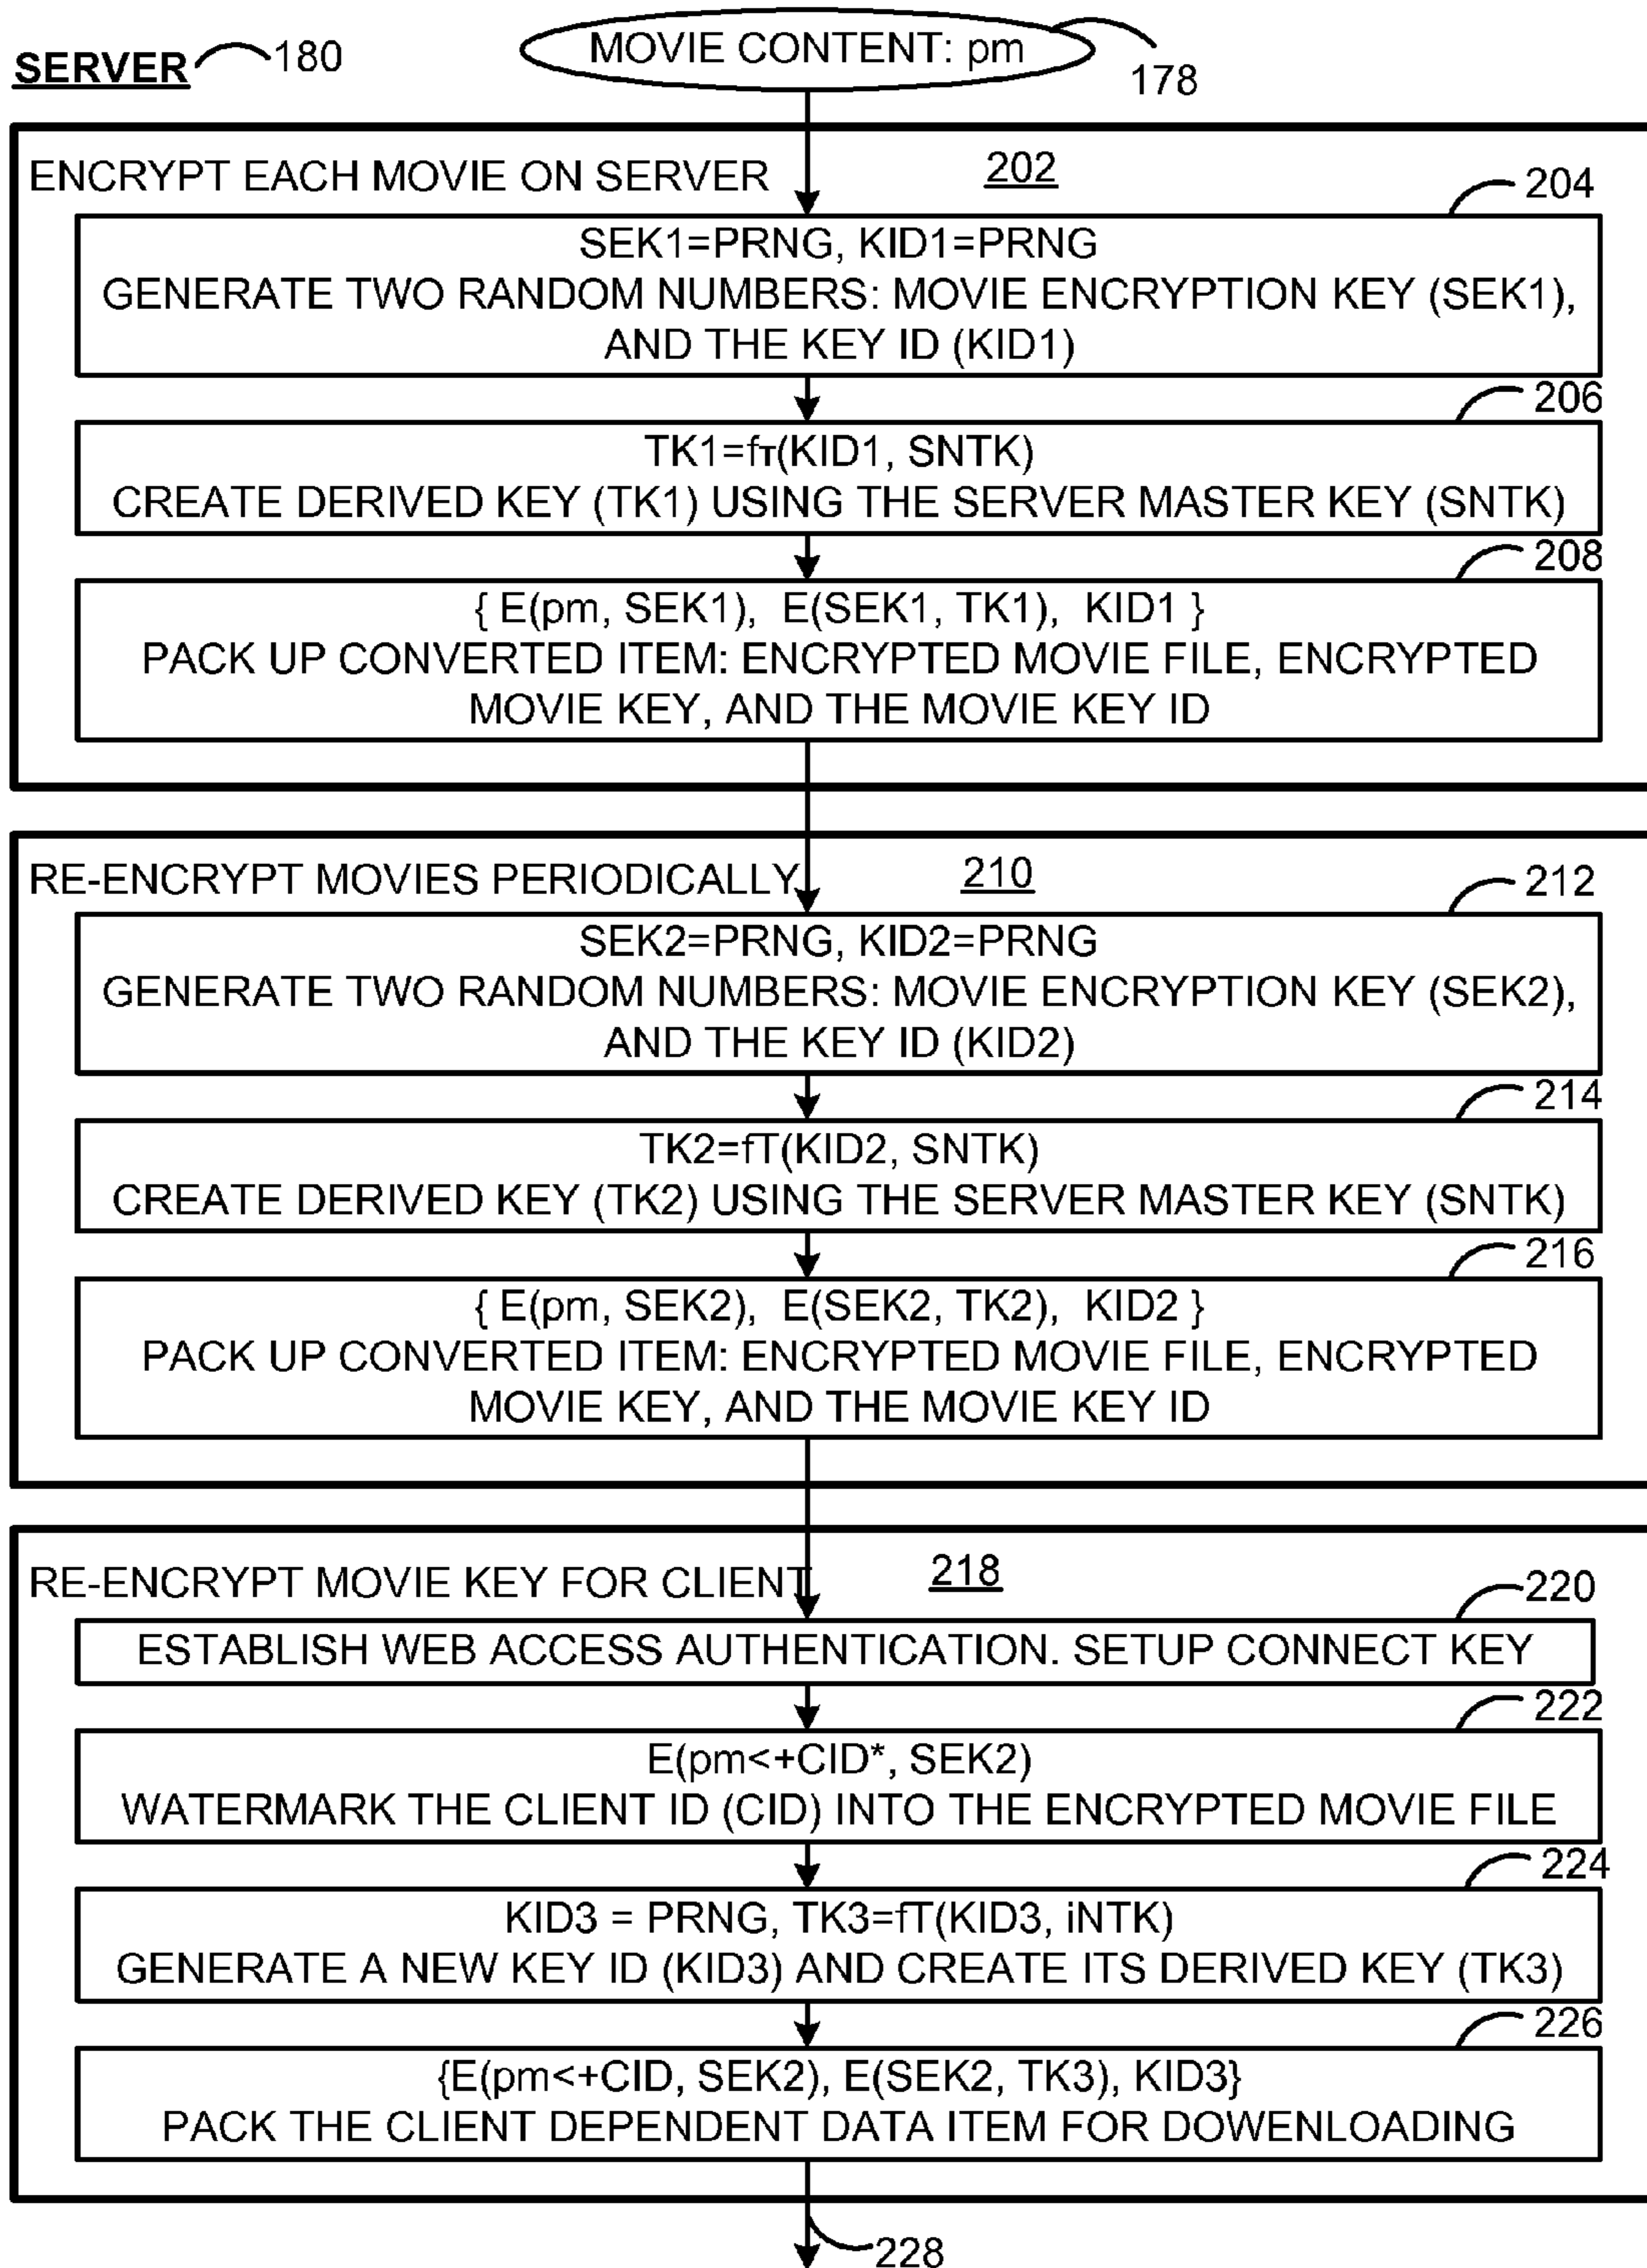 SERVER 180
MOVIE CONTENT: pm
178
ENCRYPT EACH MOVIE ON SERVER
202
204
SEK1=PRNG, KID1=PRNG
GENERATE TWO RANDOM NUMBERS: MOVIE ENCRYPTION KEY (SEK1),
AND THE KEY ID (KID1)
206
TK1=fT(KID1, SNTK)
CREATE DERIVED KEY (TK1) USING THE SERVER MASTER KEY (SNTK)
208
{ E(pm, SEK1), E(SEK1, TK1), KID1 }
PACK UP CONVERTED ITEM: ENCRYPTED MOVIE FILE, ENCRYPTED
MOVIE KEY, AND THE MOVIE KEY ID
RE-ENCRYPT MOVIES PERIODICALLY
210
212
SEK2=PRNG, KID2=PRNG
GENERATE TWO RANDOM NUMBERS: MOVIE ENCRYPTION KEY (SEK2),
AND THE KEY ID (KID2)
214
TK2=fT(KID2, SNTK)
CREATE DERIVED KEY (TK2) USING THE SERVER MASTER KEY (SNTK)
216
{ E(pm, SEK2), E(SEK2, TK2), KID2 }
PACK UP CONVERTED ITEM: ENCRYPTED MOVIE FILE, ENCRYPTED
MOVIE KEY, AND THE MOVIE KEY ID
RE-ENCRYPT MOVIE KEY FOR CLIENT
218
220
ESTABLISH WEB ACCESS AUTHENTICATION. SETUP CONNECT KEY
222
E(pm<+CID*, SEK2)
WATERMARK THE CLIENT ID (CID) INTO THE ENCRYPTED MOVIE FILE
224
KID3 = PRNG, TK3=fT(KID3, iNTK)
GENERATE A NEW KEY ID (KID3) AND CREATE ITS DERIVED KEY (TK3)
226
{E(pm<+CID, SEK2), E(SEK2, TK3), KID3}
PACK THE CLIENT DEPENDENT DATA ITEM FOR DOWENLOADING
228